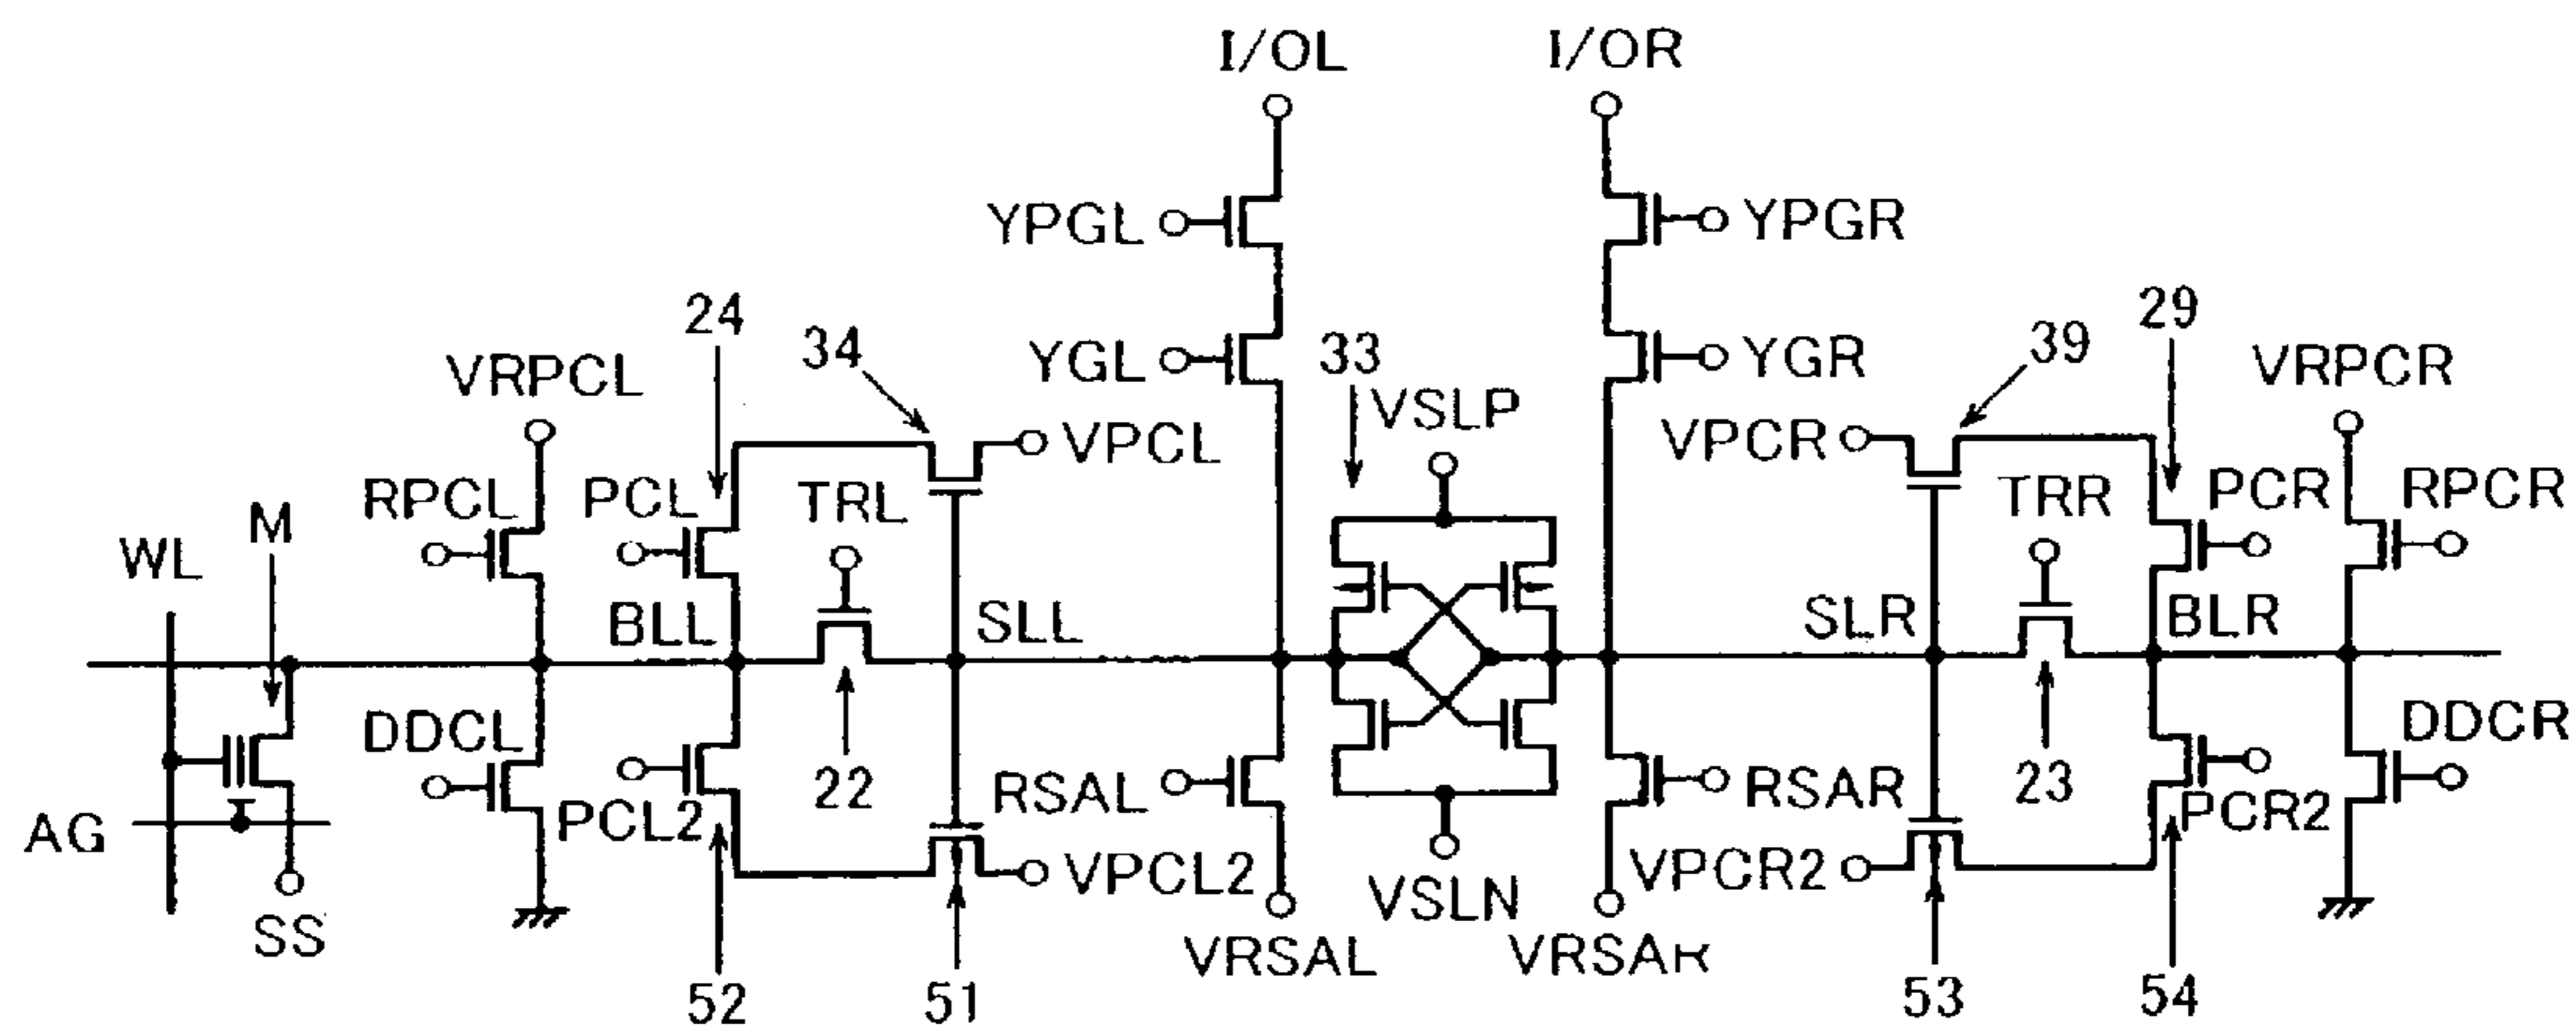 I/OL I/OR
YPGL YPGR
24 29
34 YGL 33 YGR 39
VRPCL VSLP VRPCR
VPCL VPCR
RPCL PCL TRL TRR PCR RPCR
M
WL
BLL SLL SLR BLR
DDCL DDCR
22 RSAL RSAR 23
AG PCL2 PCR2
VPCL2 VPCR2
SS VSLN
VRSAL VRSAR
52 51 53 54